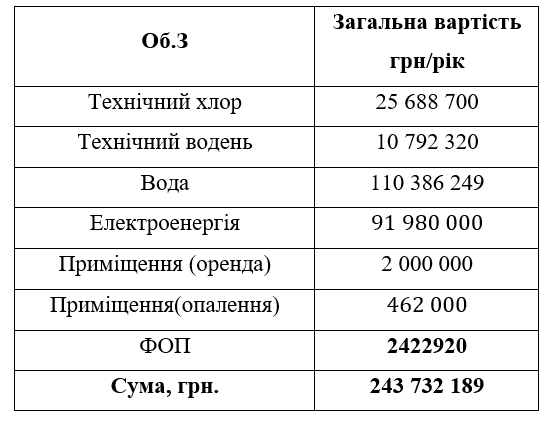 Об.З
Загальна вартість
грн/рік
Технічний хлор 25 688 700
Технічний водень 10 792 320
Вода 110 386 249
Електроенергія 91 980 000
Приміщення (оренда) 2 000 000
Приміщення(опалення) 462 000
ФОП 2422920
Сума, грн. 243 732 189